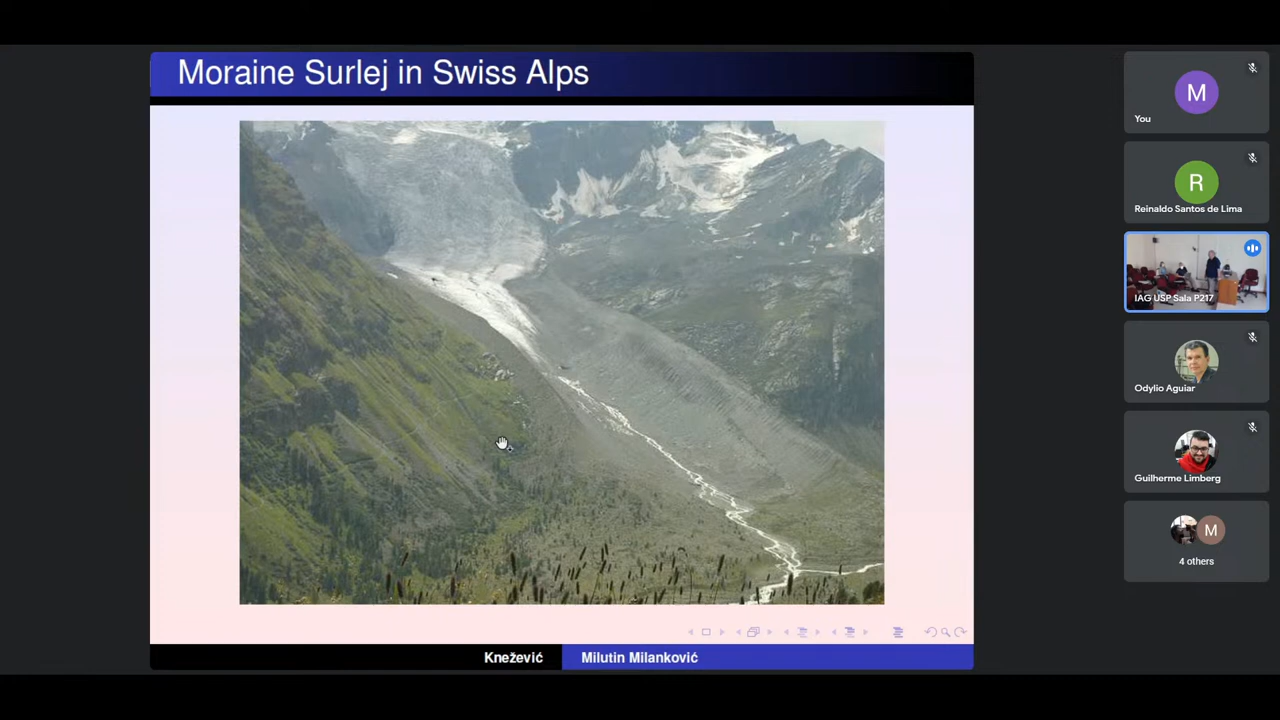 Moraine Surlej in Swiss Alps
Knežević
Milutin Milanković
M
You
R
Reinaldo Santos de Lima
IAG USP Sala P217
Odylio Aguiar
Guilherme Limberg
M
4 others